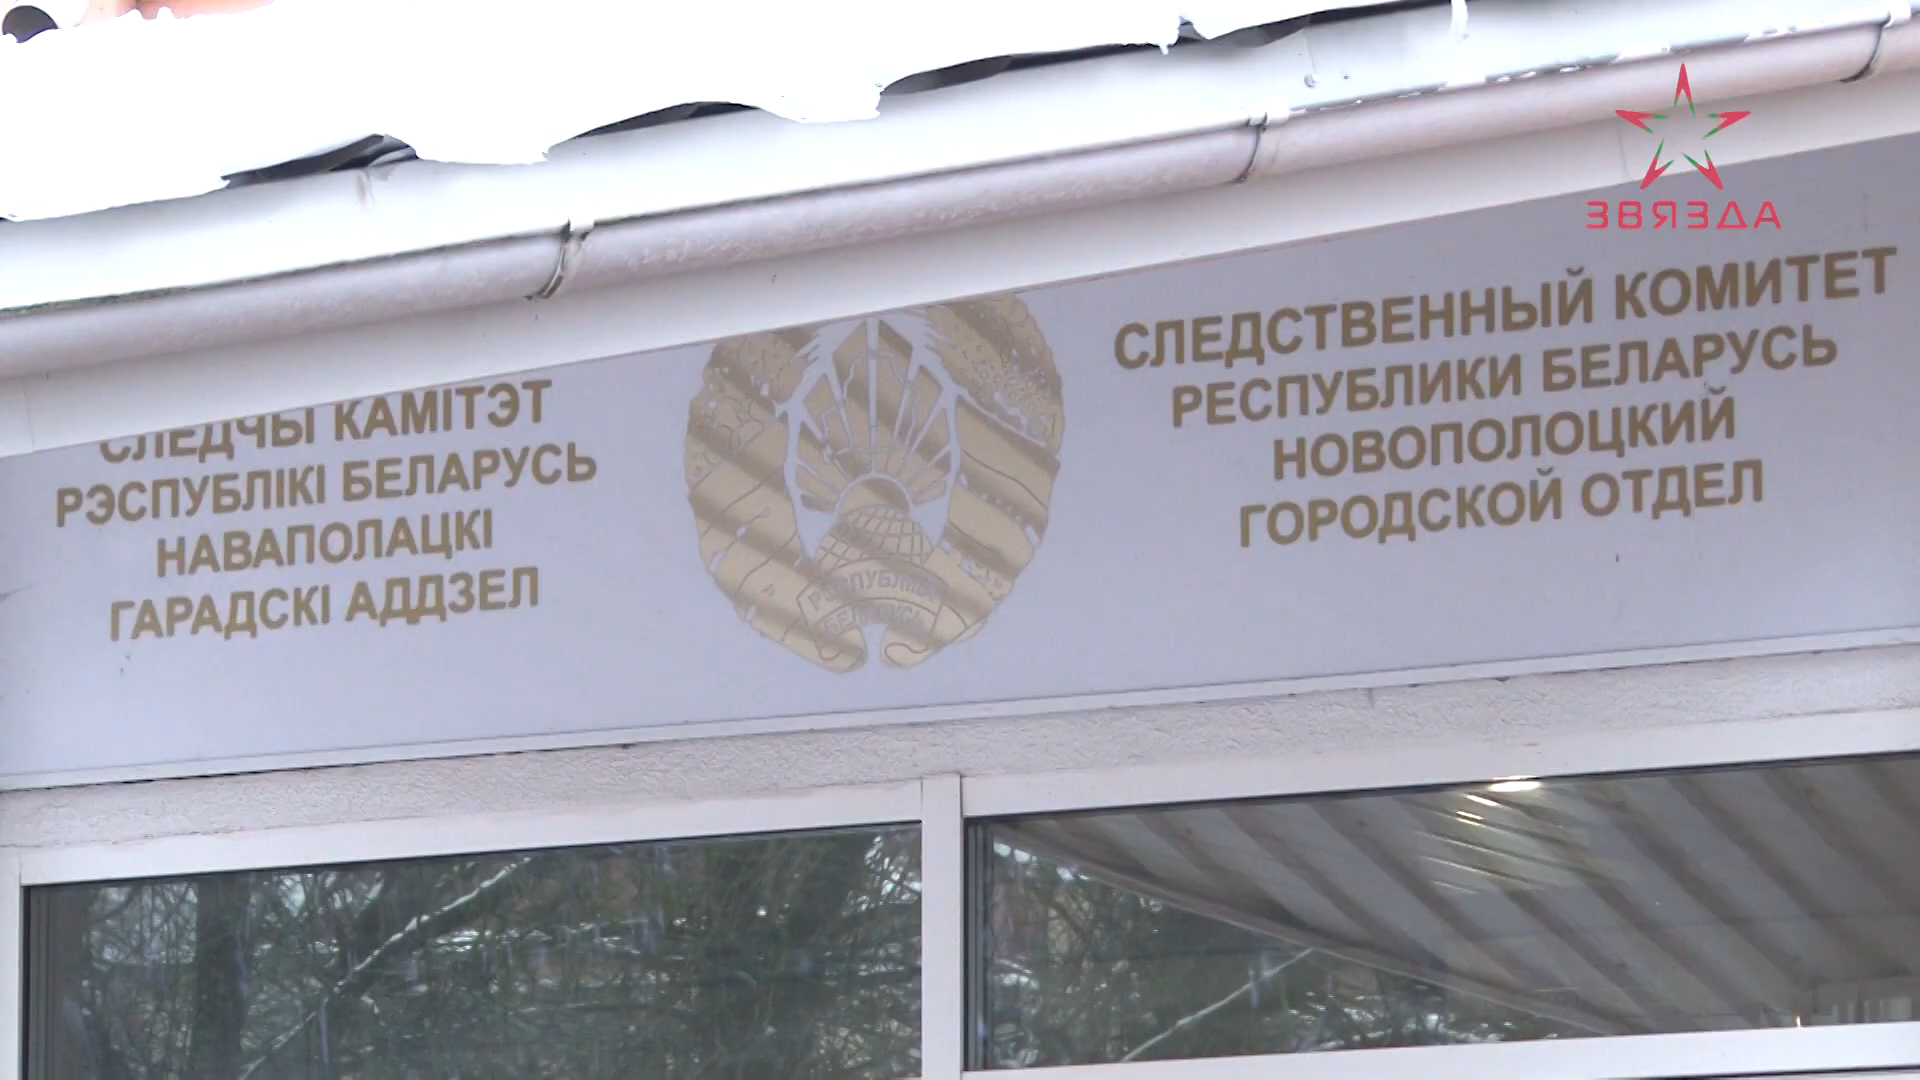 ЗВЯЗДА
СЛЕДЧЫ КАМІТЭТ
РЭСПУБЛІКІ БЕЛАРУСЬ
НАВАПОЛАЦКІ
ГАРАДСКІ АДДЗЕЛ
РЭСПУБЛІКА
БЕЛАРУСЬ
СЛЕДСТВЕННЫЙ КОМИТЕТ
РЕСПУБЛИКИ БЕЛАРУСЬ
НОВОПОЛОЦКИЙ
ГОРОДСКОЙ ОТДЕЛ